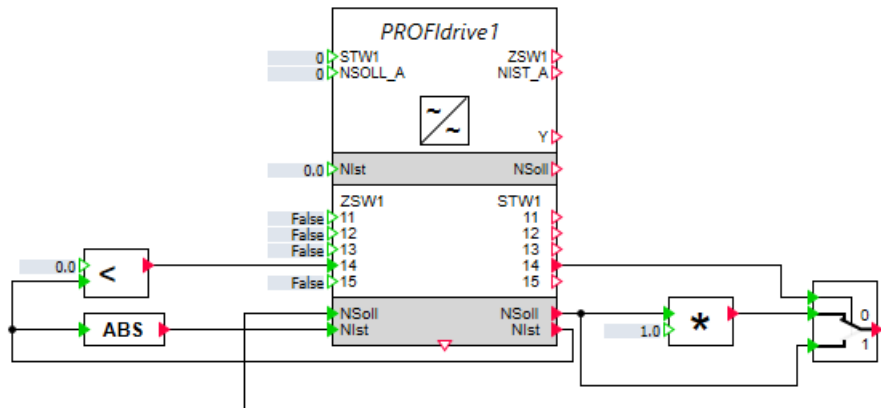 PROFIdrive1
0 STW1 ZSW1
0 NSOLL_A NIST_A
~
~
Y
0.0 NIst NSoll
ZSW1 STW1
False 11 11
False 12 12
False 13 13
0.0 < 14 14
False 15 15
NSoll NSoll 0
ABS NIst NIst 1.0 * 1